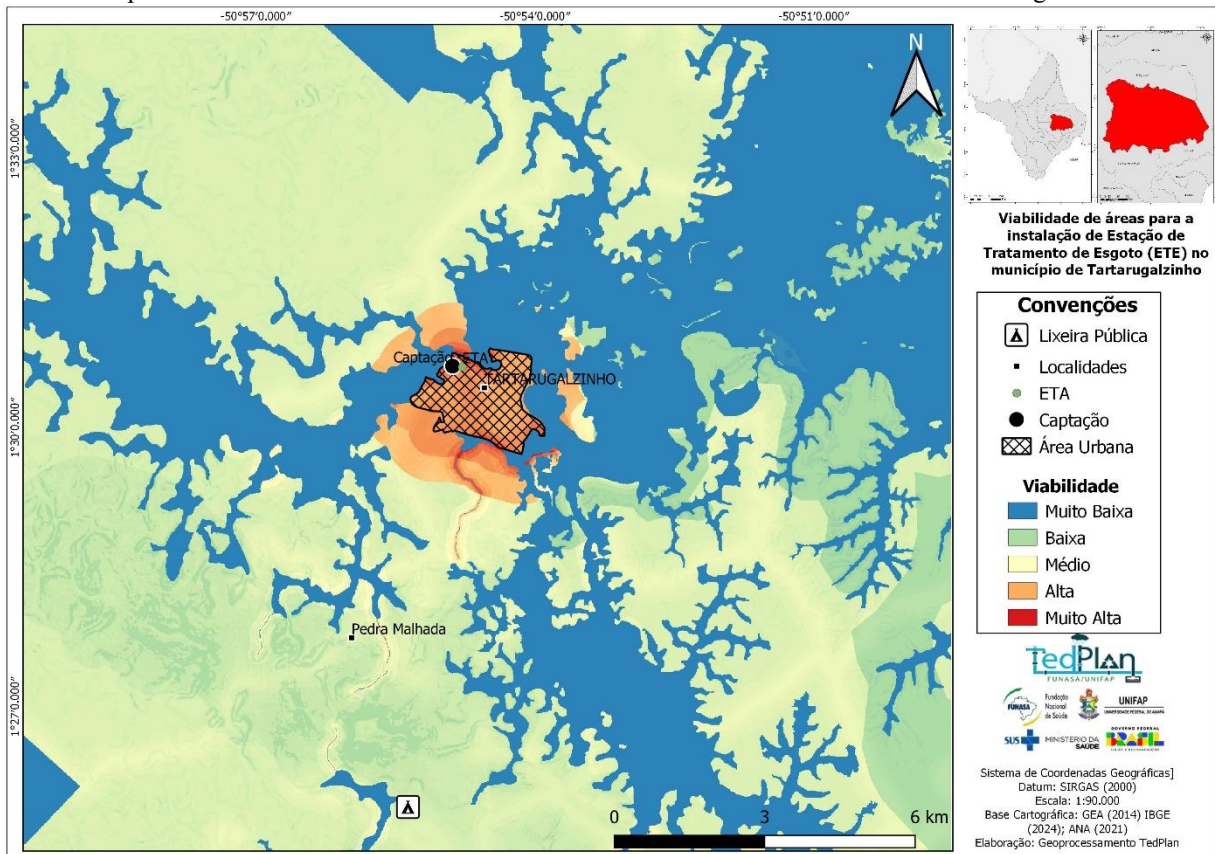 -50°57'0.000"
-50°54'0.000"
-50°51'0.000"
1°33'0.000"
1°30'0.000"
1°27'0.000"
N
Captação
ETA
TARTARUGALZINHO
Pedra Malhada
0
3
6 km
Viabilidade de áreas para a
instalação de Estação de
Tratamento de Esgoto (ETE) no
município de Tartarugalzinho
Convenções
Lixeira Pública
Localidades
ETA
Captação
Área Urbana
Viabilidade
Muito Baixa
Baixa
Médio
Alta
Muito Alta
TedPlan
FUNASA/UNIFAP
FUNASA
Fundação
Nacional
de Saúde
UNIFAP
UNIVERSIDADE FEDERAL DO AMAPÁ
SUS
MINISTÉRIO DA
SAÚDE
GOVERNO FEDERAL
BRASIL
UNIÃO E RECONSTRUÇÃO
Sistema de Coordenadas Geográficas]
Datum: SIRGAS (2000)
Escala: 1:90.000
Base Cartográfica: GEA (2014) IBGE
(2024); ANA (2021)
Elaboração: Geoprocessamento TedPlan